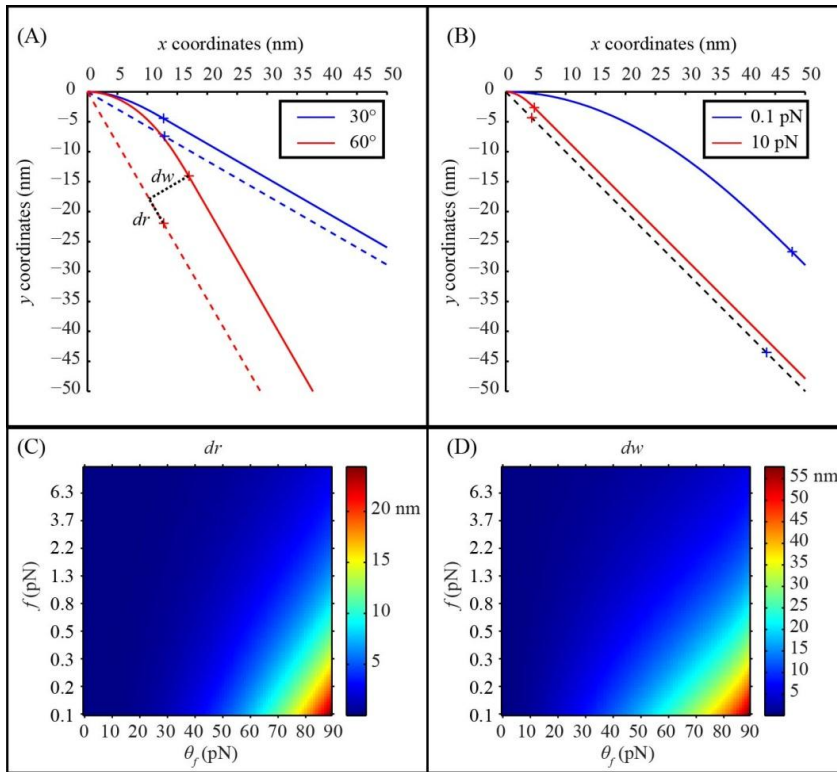 (A)
x coordinates (nm)
0 5 10 15 20 25 30 35 40 45 50
y coordinates (nm)
0
−5
−10
−15
−20
−25
−30
−35
−40
−45
−50
30°
60°
dw
dr
(B)
x coordinates (nm)
0 5 10 15 20 25 30 35 40 45 50
y coordinates (nm)
0
−5
−10
−15
−20
−25
−30
−35
−40
−45
−50
0.1 pN
10 pN
(C)
dr
f (pN)
6.3
3.7
2.2
1.3
0.8
0.5
0.3
0.2
0.1
0 10 20 30 40 50 60 70 80 90
θf (pN)
20 nm
15
10
5
(D)
dw
f (pN)
6.3
3.7
2.2
1.3
0.8
0.5
0.3
0.2
0.1
0 10 20 30 40 50 60 70 80 90
θf (pN)
55 nm
50
45
40
35
30
25
20
15
10
5